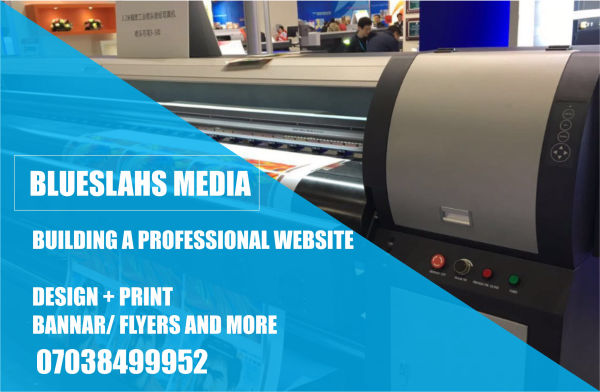 BLUESLAHS MEDIA
BUILDING A PROFESSIONAL WEBSITE
DESIGN + PRINT
BANNAR/ FLYERS AND MORE
07038499952